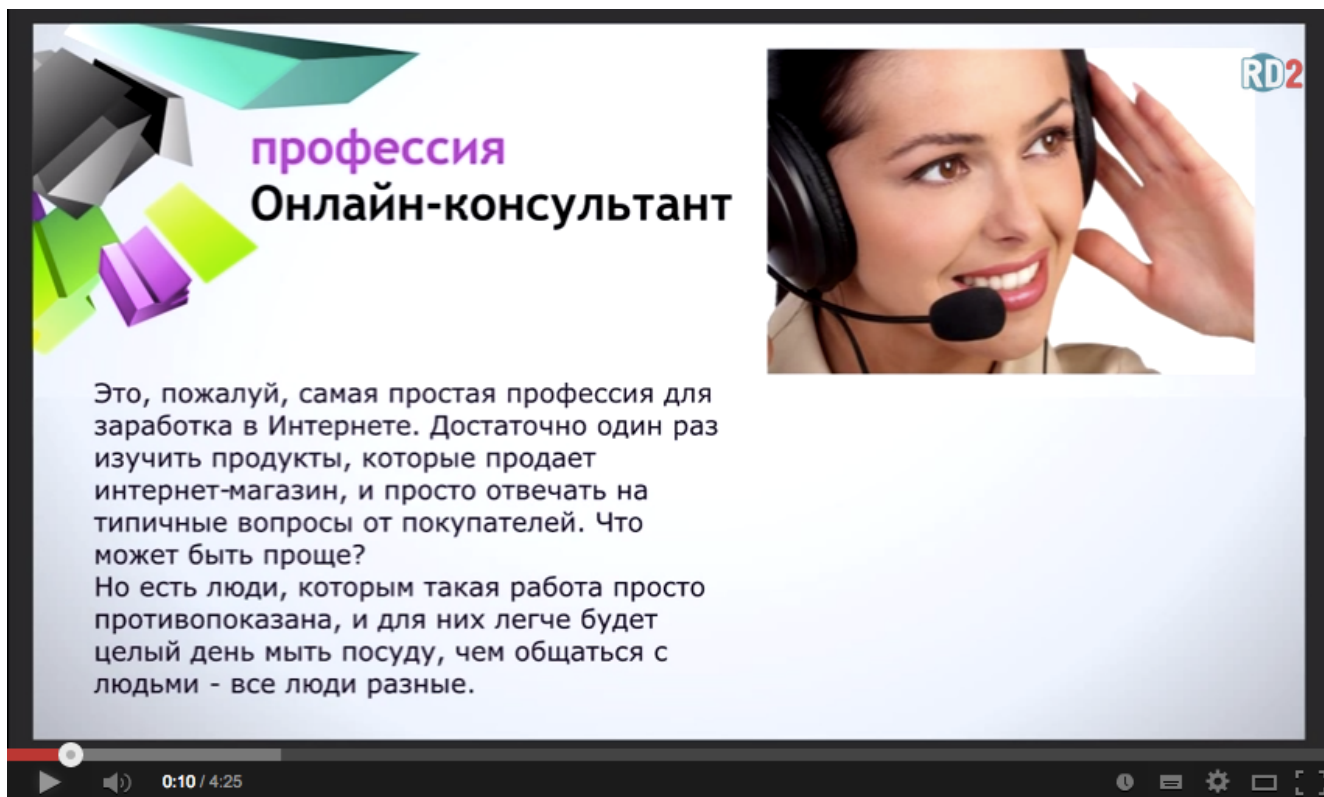 RD2
профессия
Онлайн-консультант
Это, пожалуй, самая простая профессия для
заработка в Интернете. Достаточно один раз
изучить продукты, которые продает
интернет-магазин, и просто отвечать на
типичные вопросы от покупателей. Что
может быть проще?
Но есть люди, которым такая работа просто
противопоказана, и для них легче будет
целый день мыть посуду, чем общаться с
людьми - все люди разные.
0:10 / 4:25